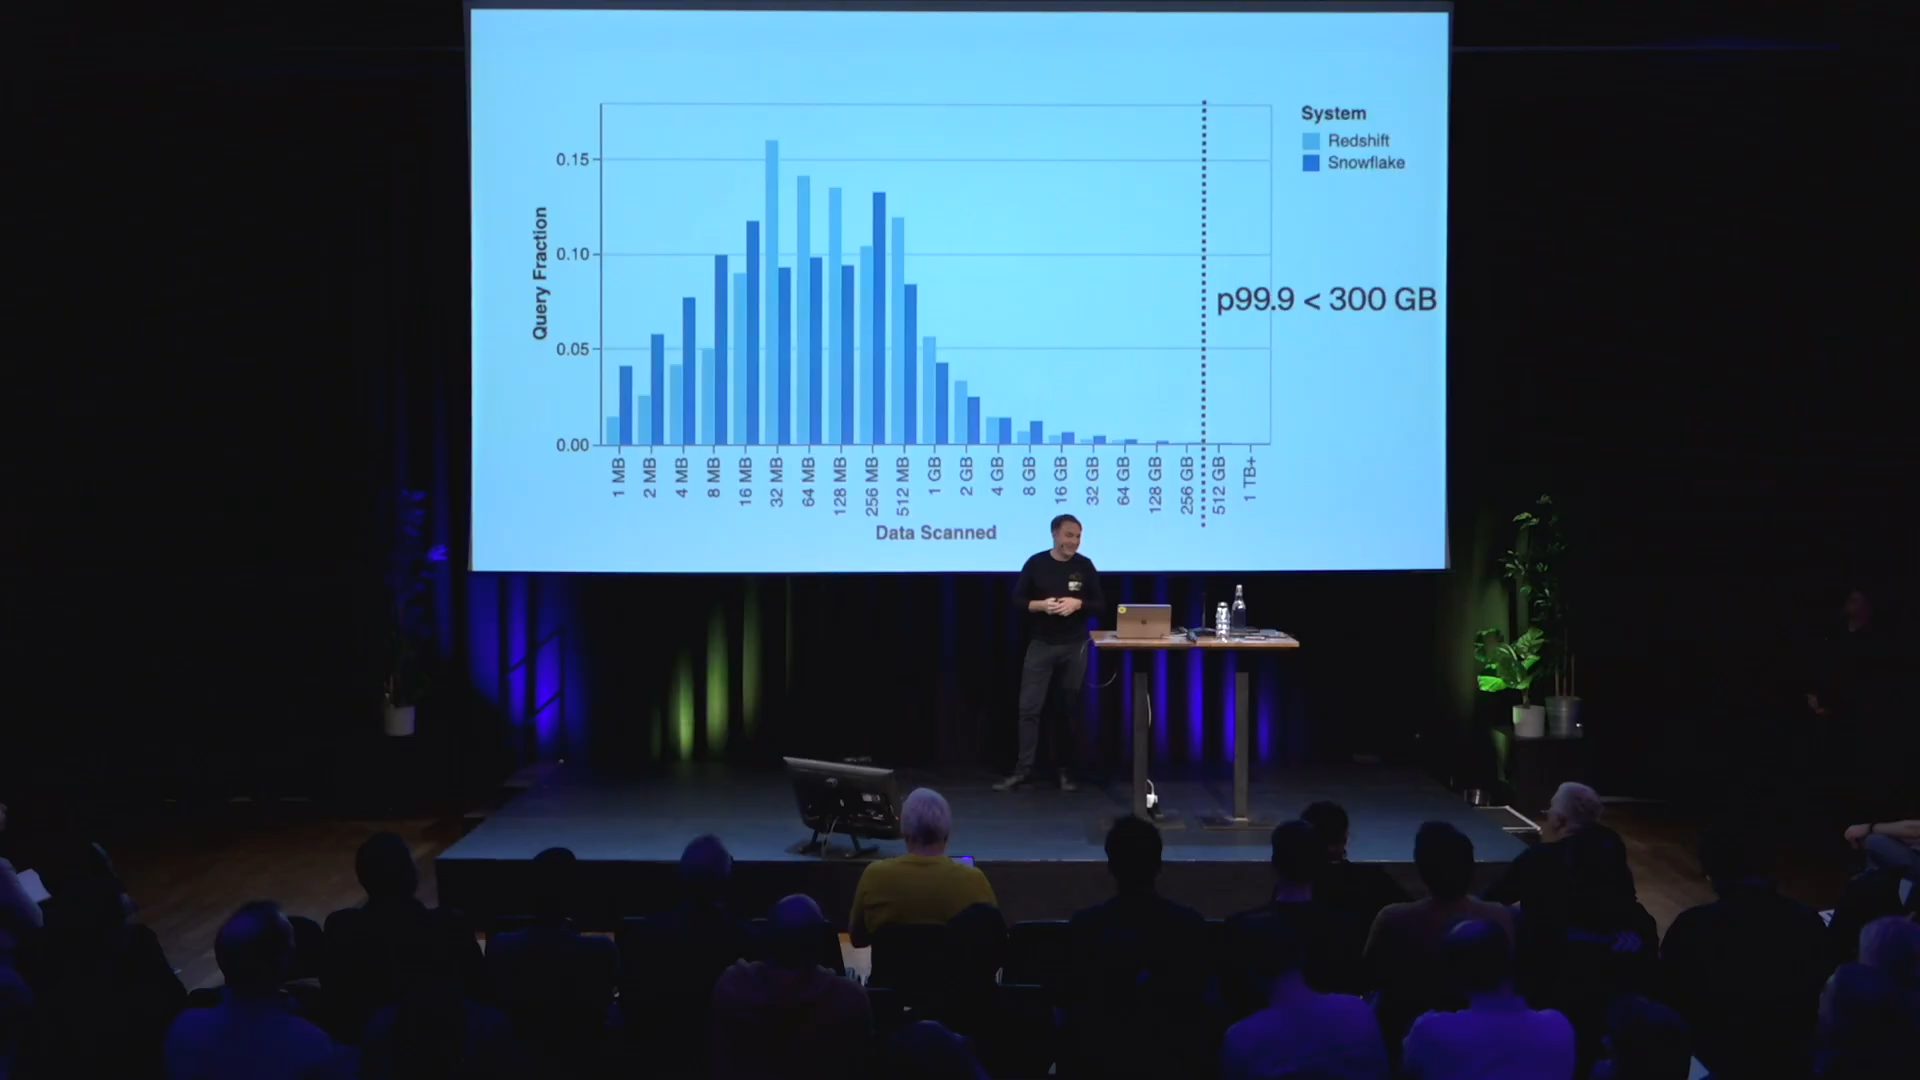 System
Redshift
Snowflake
0.15
0.10
0.05
0.00
Query Fraction
p99.9 < 300 GB
1 MB
2 MB
4 MB
8 MB
16 MB
32 MB
64 MB
128 MB
256 MB
512 MB
1 GB
2 GB
4 GB
8 GB
16 GB
32 GB
64 GB
128 GB
256 GB
512 GB
1 TB+
Data Scanned